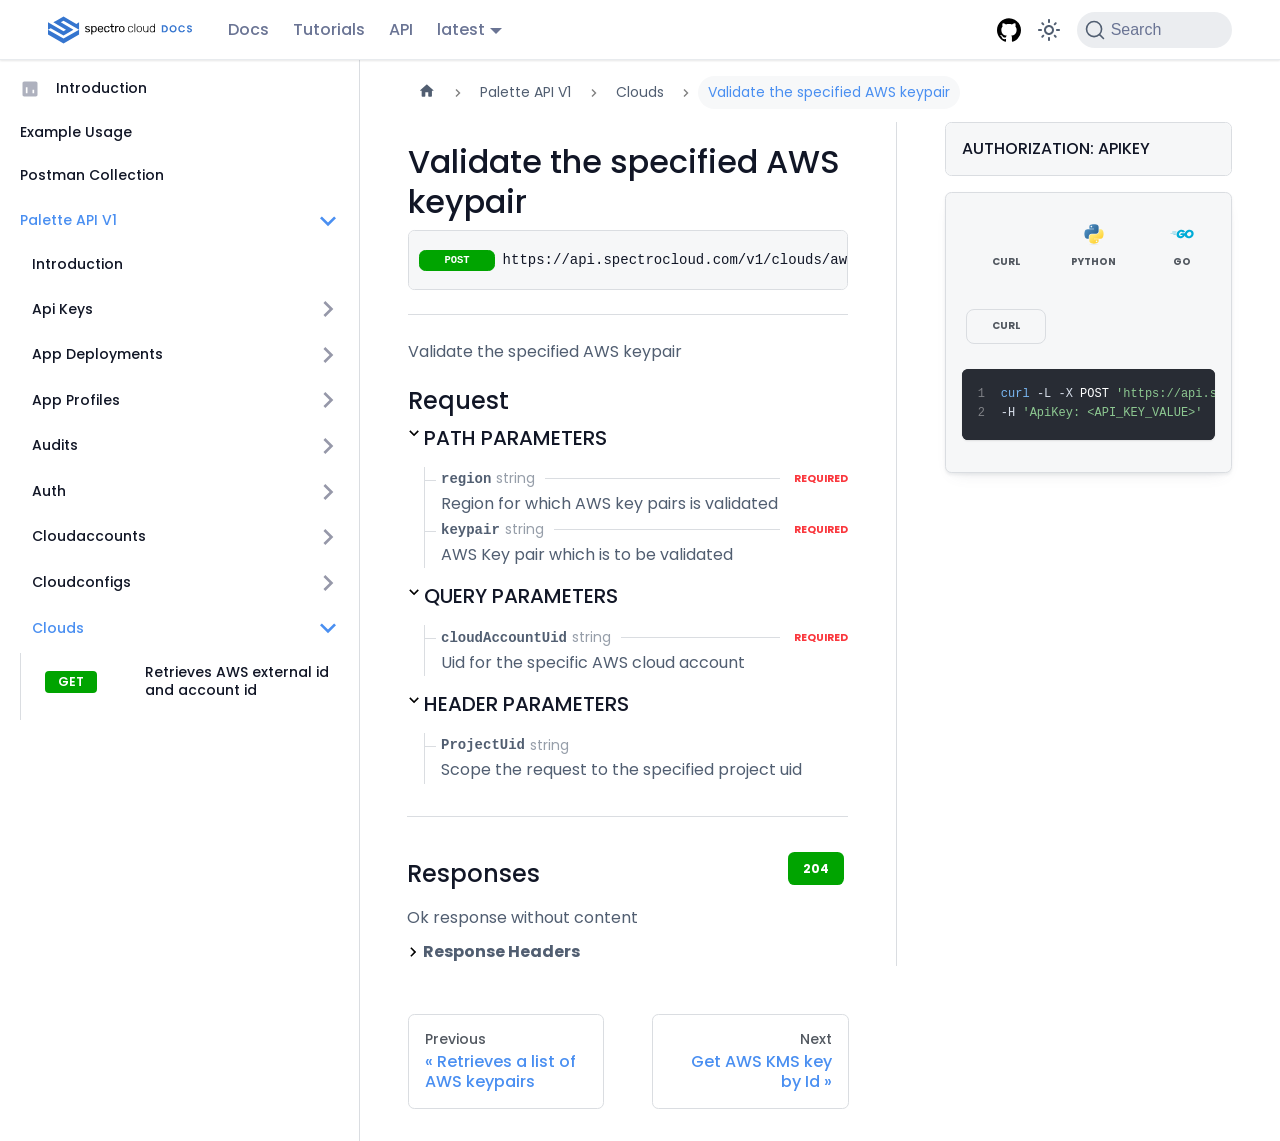 spectro cloud DOCS
Docs
Tutorials
API
latest
Search
Introduction
Example Usage
Postman Collection
Palette API V1
Introduction
Api Keys
App Deployments
App Profiles
Audits
Auth
Cloudaccounts
Cloudconfigs
Clouds
GET Retrieves AWS external id
and account id
Palette API V1
Clouds
Validate the specified AWS keypair
Validate the specified AWS
keypair
POST https://api.spectrocloud.com/v1/clouds/aw
Validate the specified AWS keypair
Request
PATH PARAMETERS
region string REQUIRED
Region for which AWS key pairs is validated
keypair string REQUIRED
AWS Key pair which is to be validated
QUERY PARAMETERS
cloudAccountUid string REQUIRED
Uid for the specific AWS cloud account
HEADER PARAMETERS
ProjectUid string
Scope the request to the specified project uid
Responses
204
Ok response without content
Response Headers
Previous
« Retrieves a list of
AWS keypairs
Next
Get AWS KMS key
by Id »
AUTHORIZATION: APIKEY
GO
CURL PYTHON GO
CURL
1 curl -L -X POST 'https://api.s
2 -H 'ApiKey: <API_KEY_VALUE>'